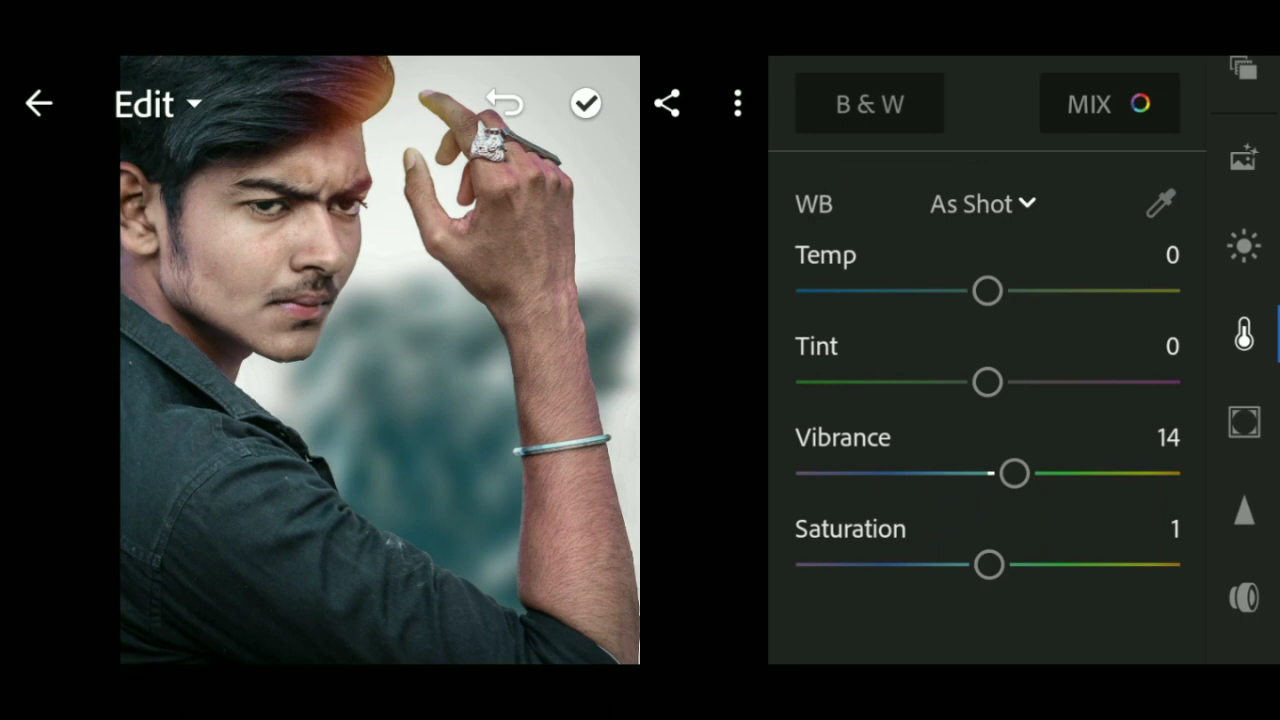 Edit
B & W
MIX
WB
As Shot
Temp
0
Tint
0
Vibrance
14
Saturation
1